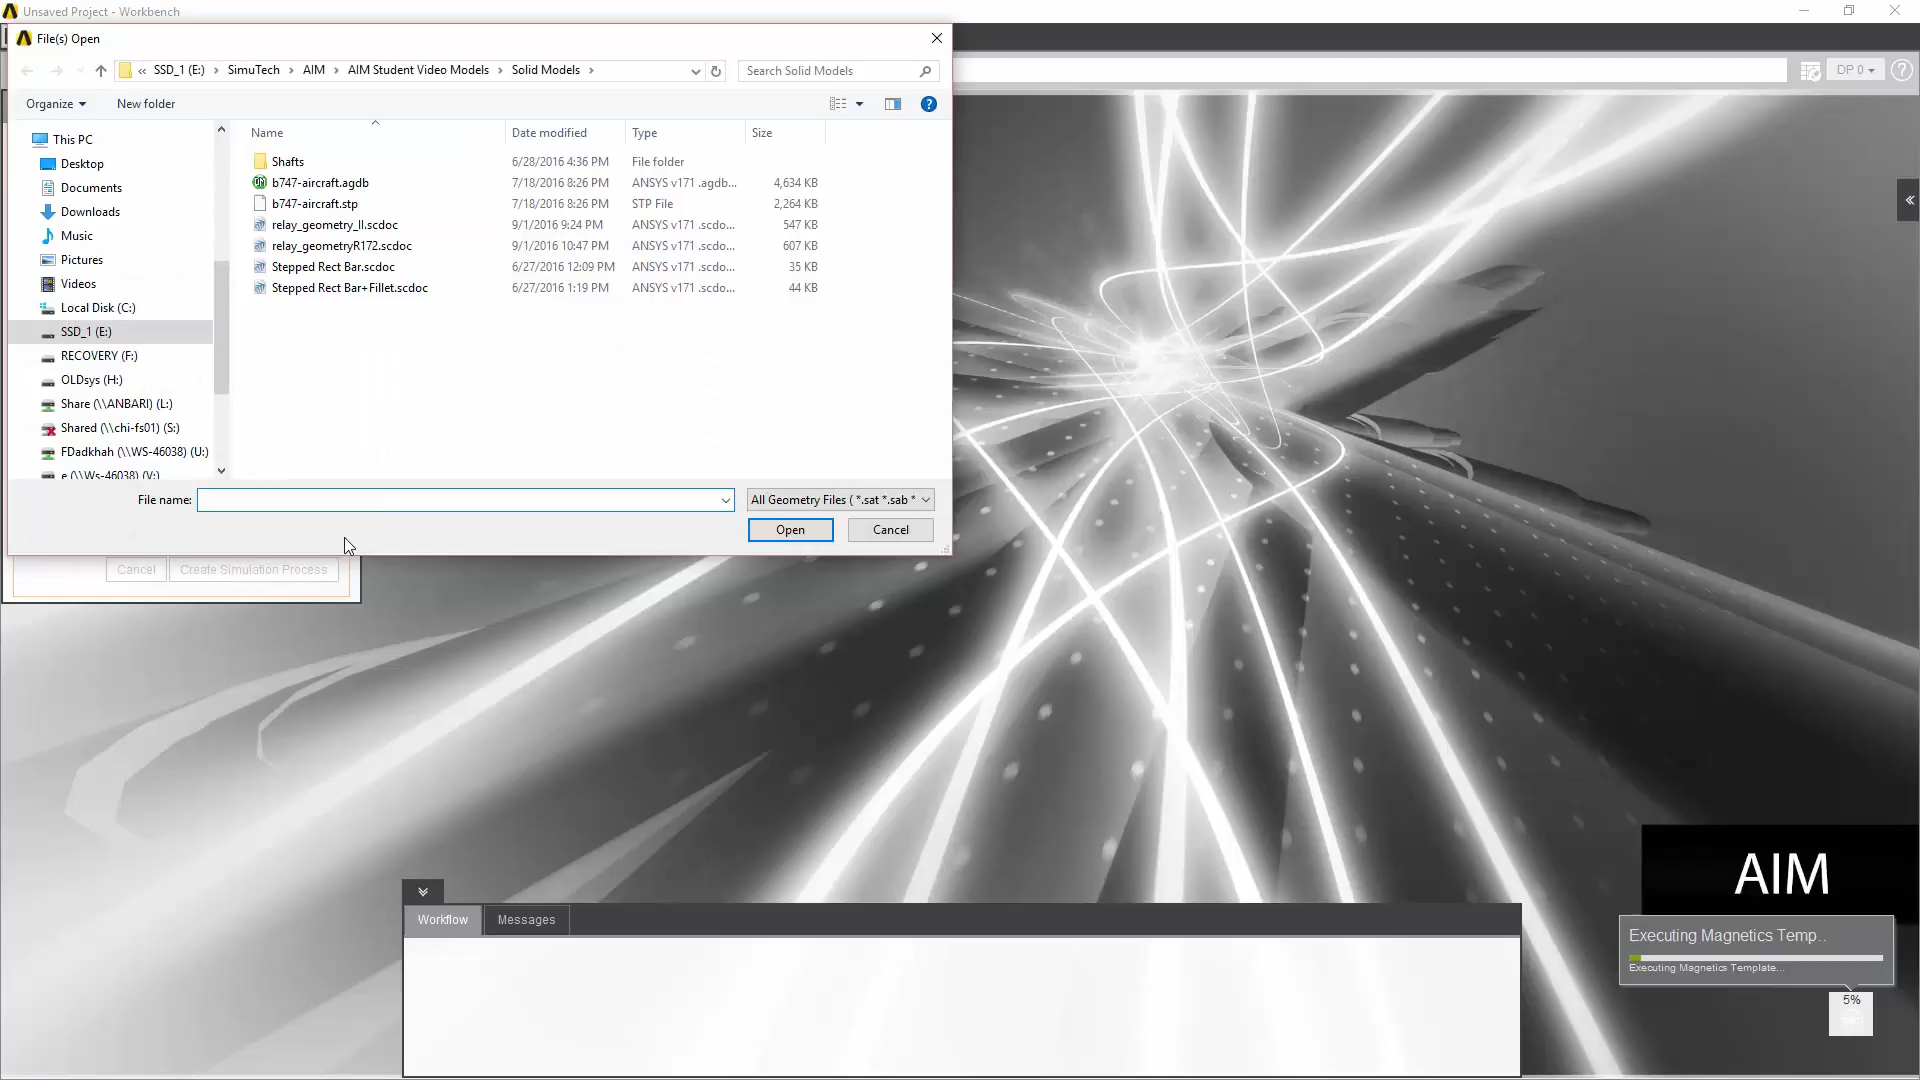 Unsaved Project - Workbench
File(s) Open
« SSD_1 (E:) › SimuTech › AIM › AIM Student Video Models › Solid Models ›
Search Solid Models
DP 0
Organize
New folder
Name
Date modified
Type
Size
This PC
Desktop
Documents
Downloads
Music
Pictures
Videos
Local Disk (C:)
SSD_1 (E:)
RECOVERY (F:)
OLDsys (H:)
Share (\\ANBARI) (L:)
Shared (\\chi-fs01) (S:)
FDadkhah (\\WS-46038) (U:)
e (\\Ws-46038) (V:)
Shafts 6/28/2016 4:36 PM File folder
b747-aircraft.agdb 7/18/2016 8:26 PM ANSYS v171 .agdb... 4,634 KB
b747-aircraft.stp 7/18/2016 8:26 PM STP File 2,264 KB
relay_geometry_II.scdoc 9/1/2016 9:24 PM ANSYS v171 .scdo... 547 KB
relay_geometryR172.scdoc 9/1/2016 10:47 PM ANSYS v171 .scdo... 607 KB
Stepped Rect Bar.scdoc 6/27/2016 12:09 PM ANSYS v171 .scdo... 35 KB
Stepped Rect Bar+Fillet.scdoc 6/27/2016 1:19 PM ANSYS v171 .scdo... 44 KB
File name:
All Geometry Files ( *.sat *.sab *
Open
Cancel
Cancel
Create Simulation Process
AIM
Workflow
Messages
Executing Magnetics Temp..
Executing Magnetics Template...
5%